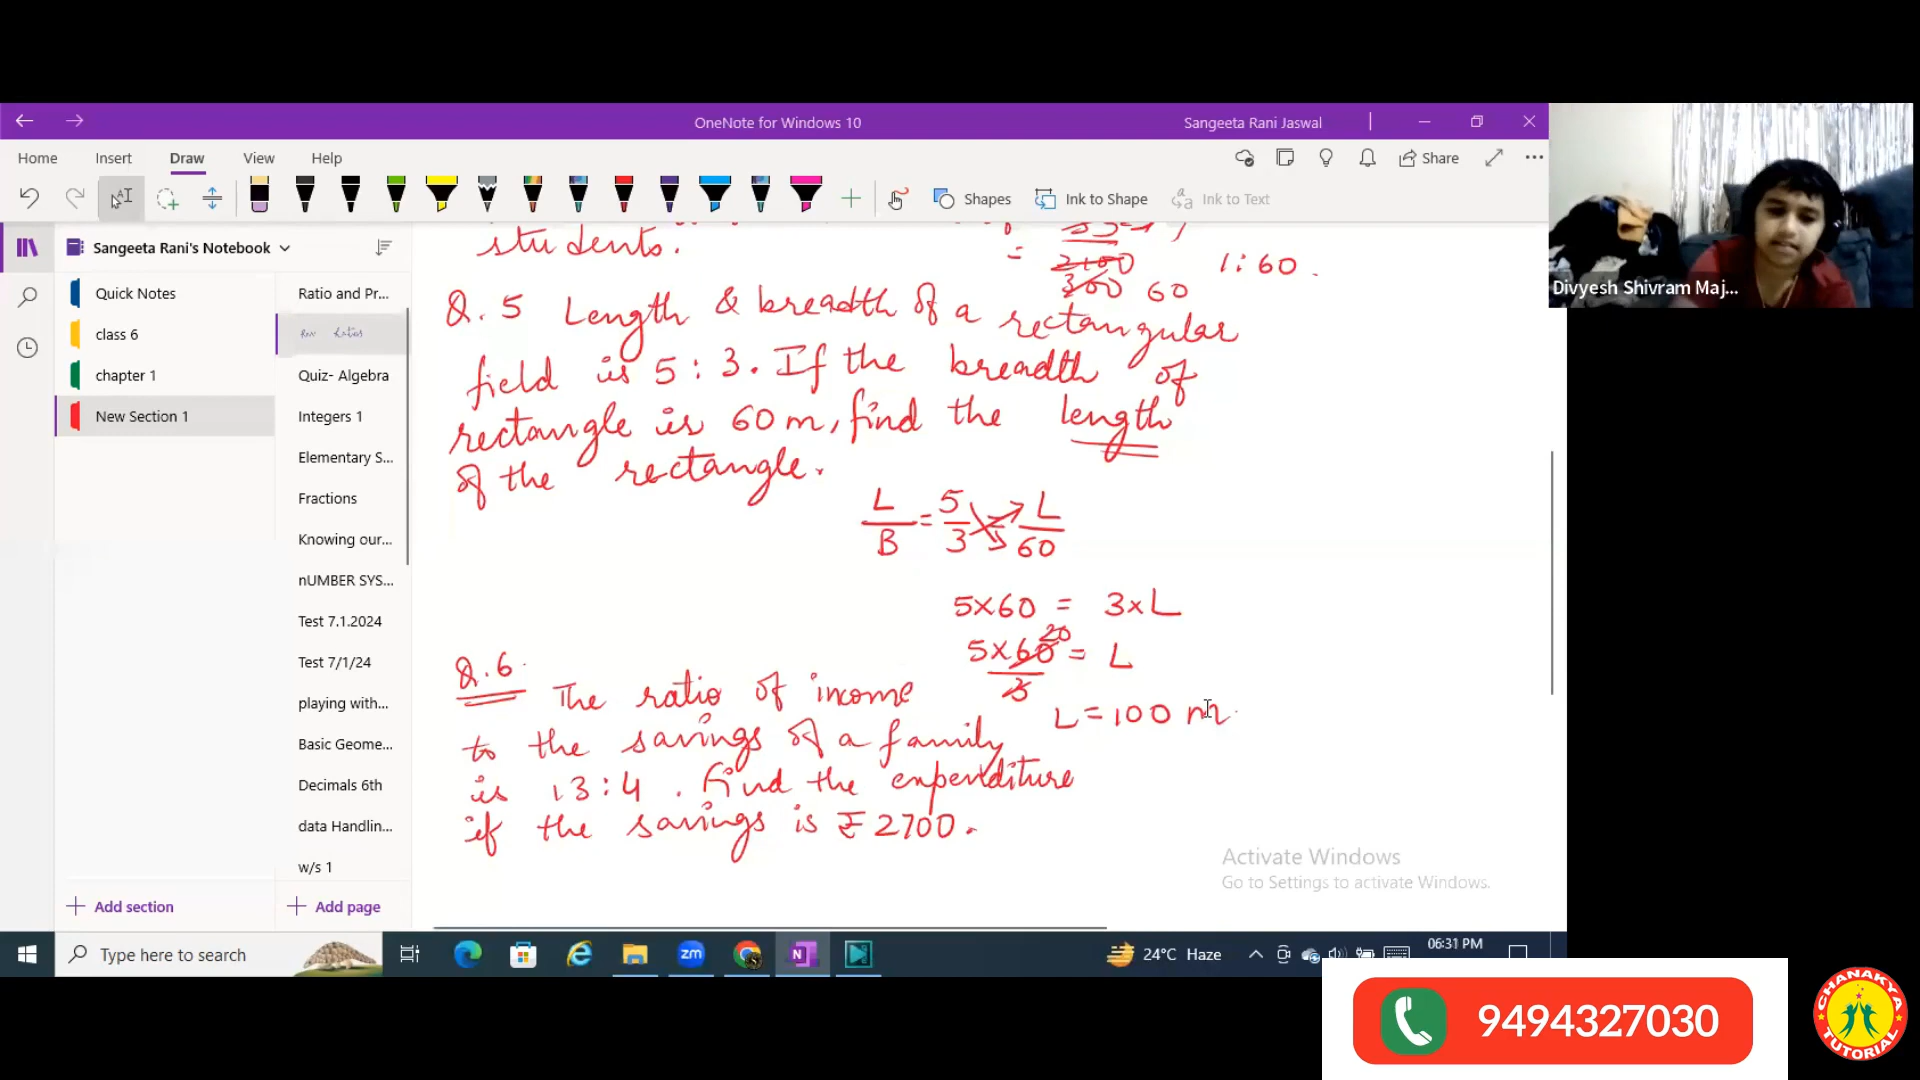 OneNote for Windows 10
Sangeeta Rani Jaswal
Home Insert Draw View Help
Share
Shapes Ink to Shape Ink to Text
Sangeeta Rani's Notebook
Quick Notes
class 6
chapter 1
New Section 1
Add section
Ratio and Pr...
Quiz- Algebra
Integers 1
Elementary S...
Fractions
Knowing our...
nUMBER SYS...
Test 7.1.2024
Test 7/1/24
playing with...
Basic Geome...
Decimals 6th
data Handlin...
w/s 1
Add page
students.
= 2100
300 60 1:60.
Q.5 Length & breadth of a rectangular
field is 5:3. If the breadth of
rectangle is 60 m, find the length
of the rectangle.
L/B = 5/3 = L/60
5×60 = 3×L
5×60/3 = L
20
L = 100 m.
Q.6 The ratio of income
to the savings of a family
is 13:4. Find the expenditure
if the savings is ₹2700.
Activate Windows
Go to Settings to activate Windows.
Type here to search
zm
N
24°C Haze
06:31 PM
Divyesh Shivram Maj...
9494327030
CHANAKYA
TUTORIAL